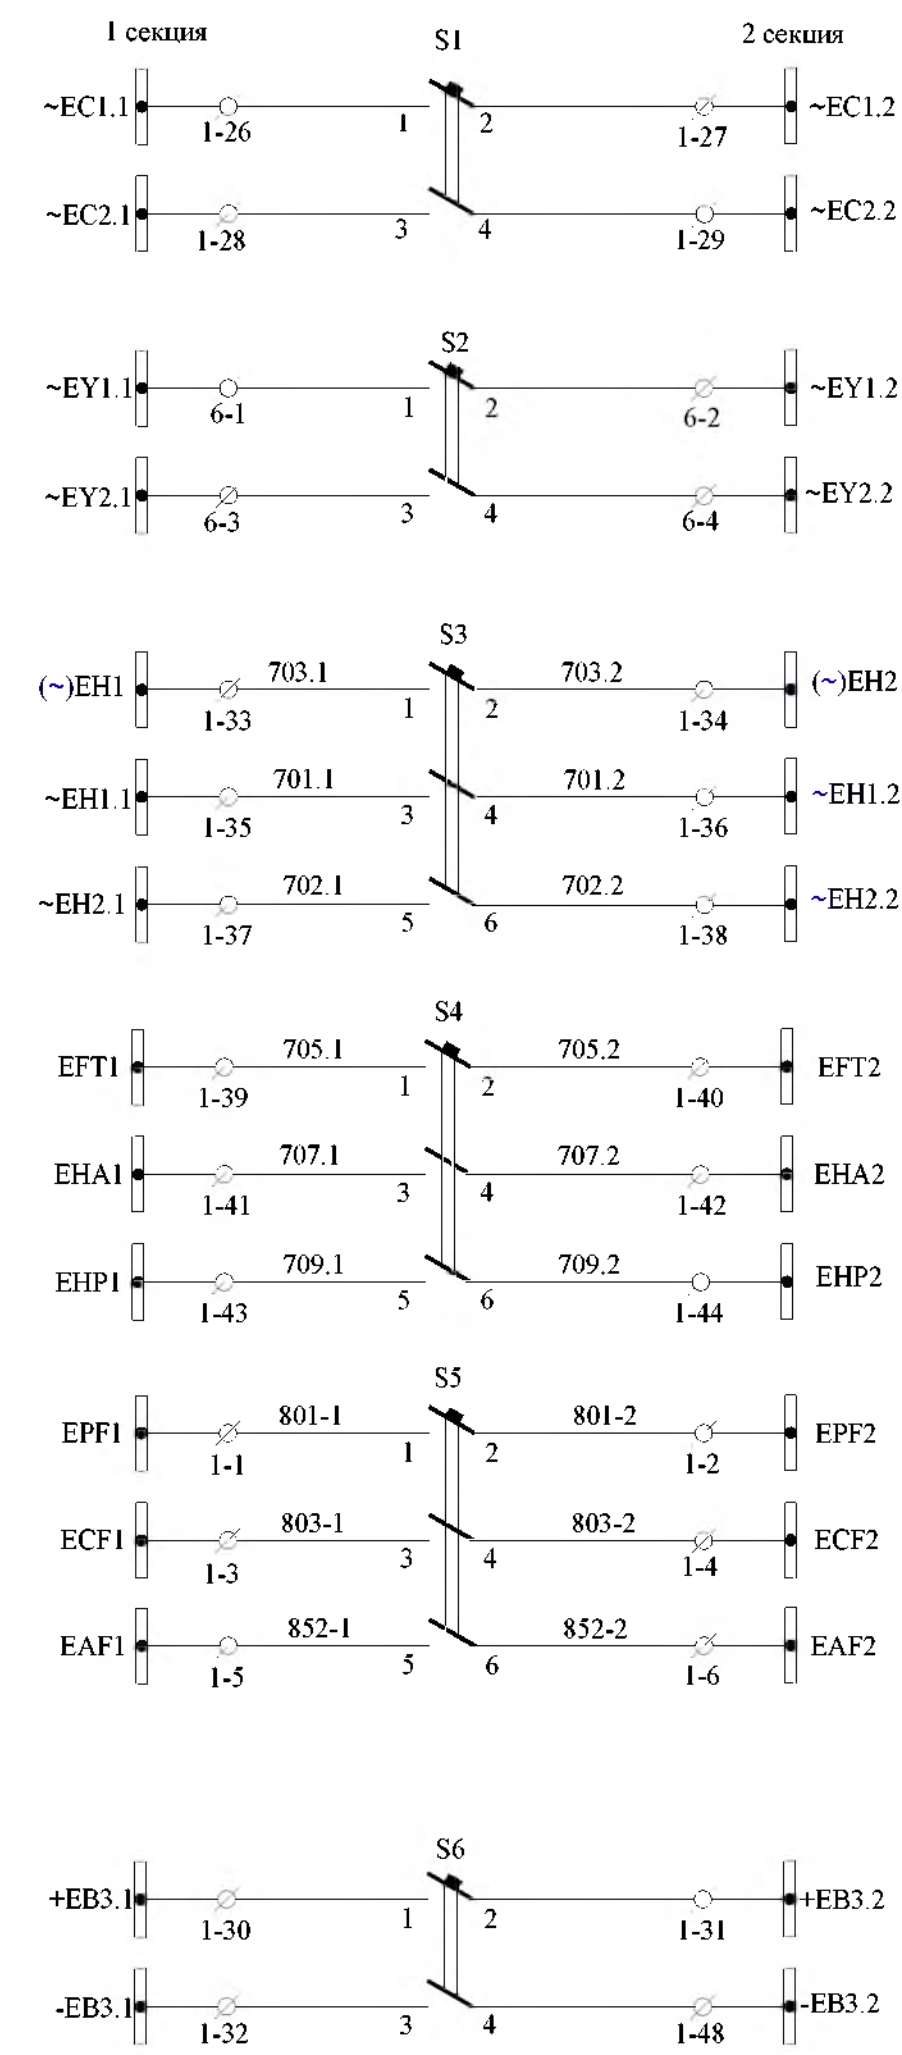 1 секция S1 2 секция
~EC1.1 1 2 ~EC1.2
1-26 1-27
~EC2.1 3 4 ~EC2.2
1-28 1-29
S2
~EY1.1 1 2 ~EY1.2
6-1 6-2
~EY2.1 3 4 ~EY2.2
6-3 6-4
S3
703.1 703.2
(~)EH1 1 2 (~)EH2
1-33 1-34
701.1 701.2
~EH1.1 3 4 ~EH1.2
1-35 1-36
702.1 702.2
~EH2.1 5 6 ~EH2.2
1-37 1-38
S4
705.1 705.2
EFT1 1 2 EFT2
1-39 1-40
707.1 707.2
EHA1 3 4 EHA2
1-41 1-42
709.1 709.2
EHP1 5 6 EHP2
1-43 1-44
S5
801-1 801-2
EPF1 1 2 EPF2
1-1 1-2
803-1 803-2
ECF1 3 4 ECF2
1-3 1-4
852-1 852-2
EAF1 5 6 EAF2
1-5 1-6
S6
+EB3.1 1 2 +EB3.2
1-30 1-31
-EB3.1 3 4 -EB3.2
1-32 1-48